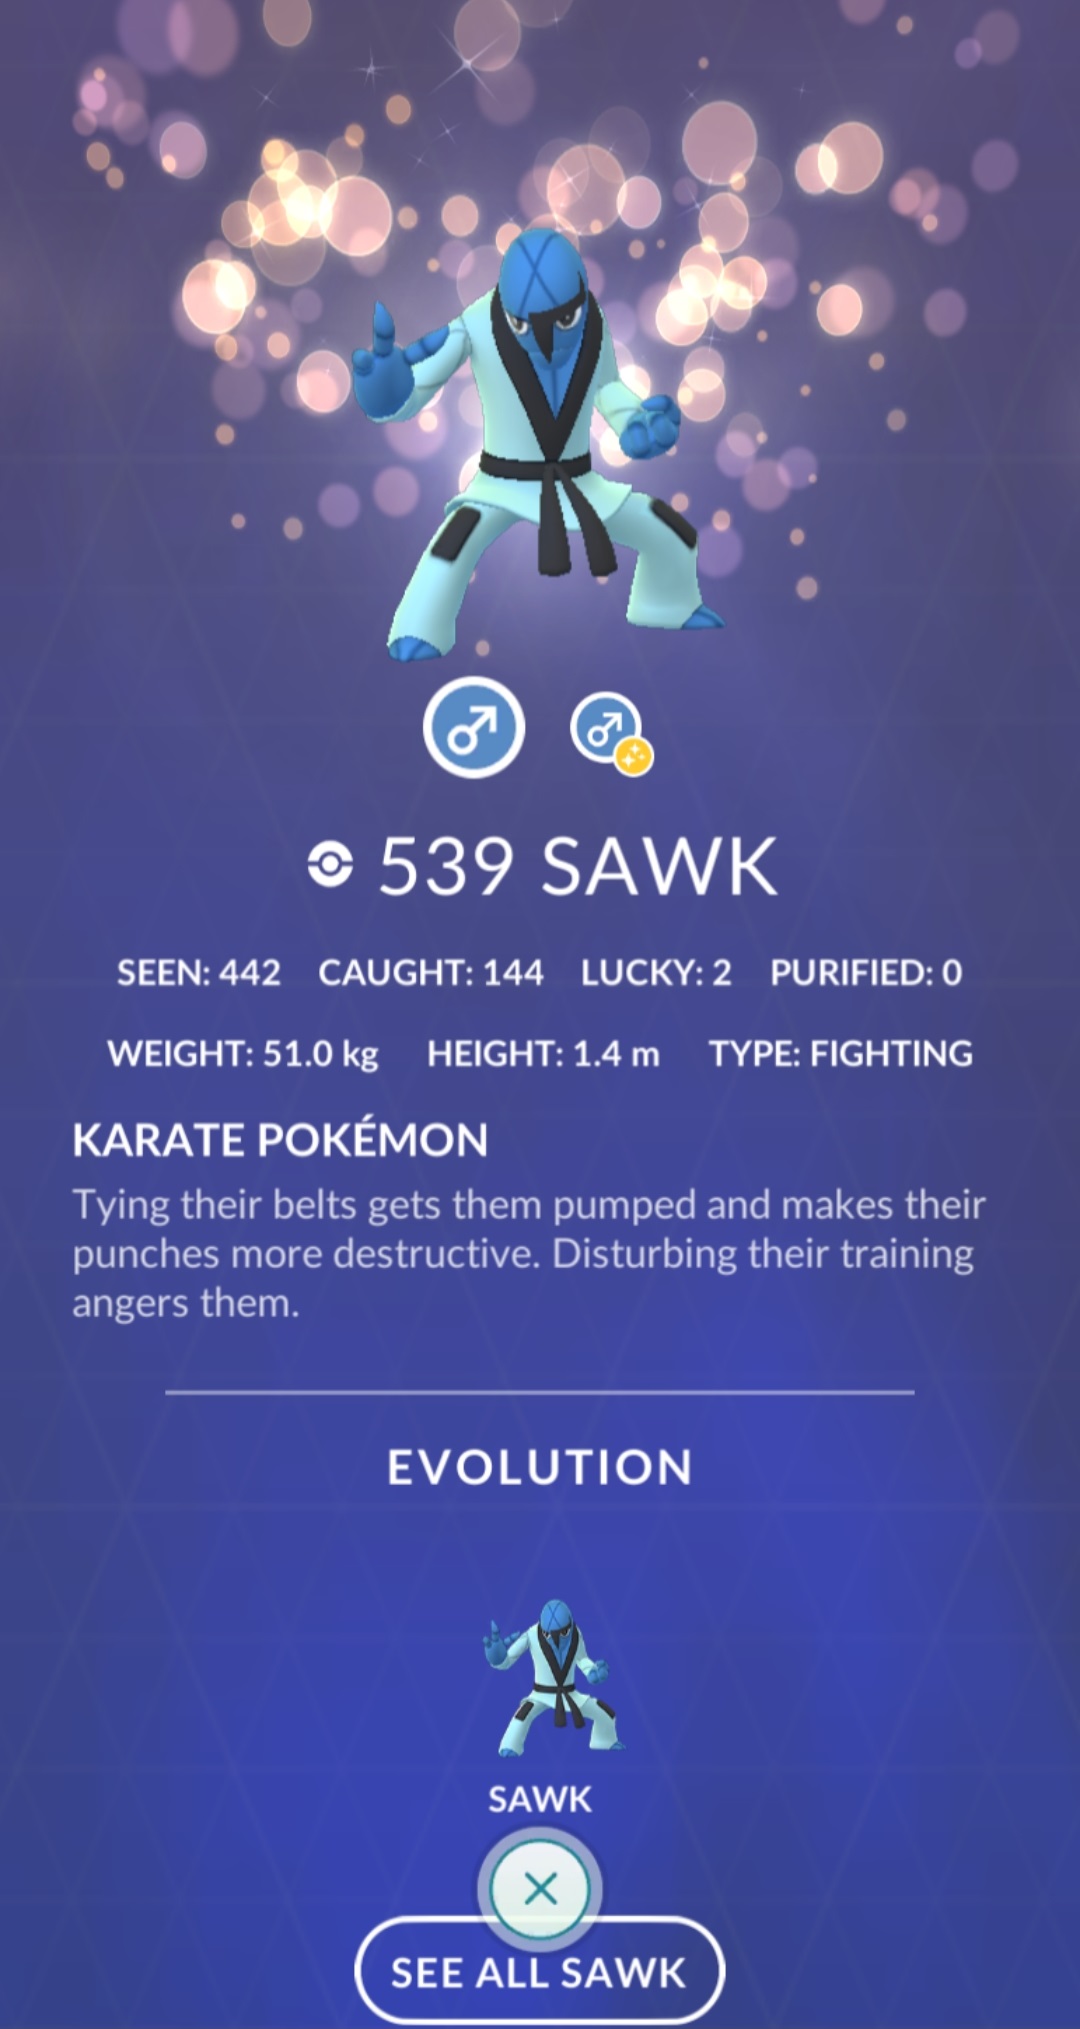 539 SAWK
SEEN: 442 CAUGHT: 144 LUCKY: 2 PURIFIED: 0
WEIGHT: 51.0 kg HEIGHT: 1.4 m TYPE: FIGHTING
KARATE POKÉMON
Tying their belts gets them pumped and makes their
punches more destructive. Disturbing their training
angers them.
EVOLUTION
SAWK
SEE ALL SAWK